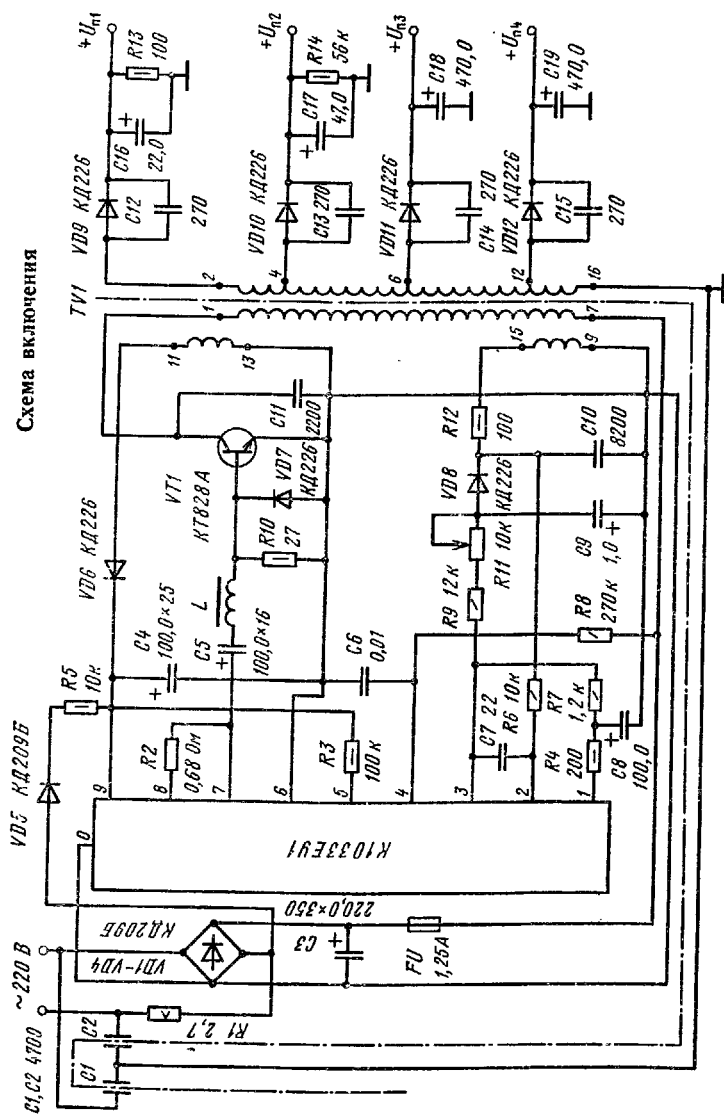 Схема включения
C1, C2 4700
~220 В
C1
C2
R1 2,7
VD1-VD4
КД209Б
C3
220,0×350
FU
1,25А
К1033ЕУ1
0
9
8
7
6
5
4
3
2
1
VD5 КД209Б
R5
10к
R2
0,68 Ом
R3
100к
C4
100,0×25
C5
100,0×16
L
C6
0,01
VD6 КД226
VT1
КТ828А
R10
27
VD7
КД226
C11
2200
11
13
R9 12к
R11 10к
VD8
КД226
R12
100
15
9
C7 22
R6 10к
R7
1,2к
R4
200
C8
100,0
C9
1,0
C10
8200
R8
270к
TV1
1
7
2
4
6
12
16
VD9 КД226
C12
270
C16
22,0
R13
100
+Uп1
VD10 КД226
C13 270
C17
47,0
R14
56к
+Uп2
VD11 КД226
C14
270
C18
470,0
+Uп3
VD12 КД226
C15
270
C19
470,0
+Uп4